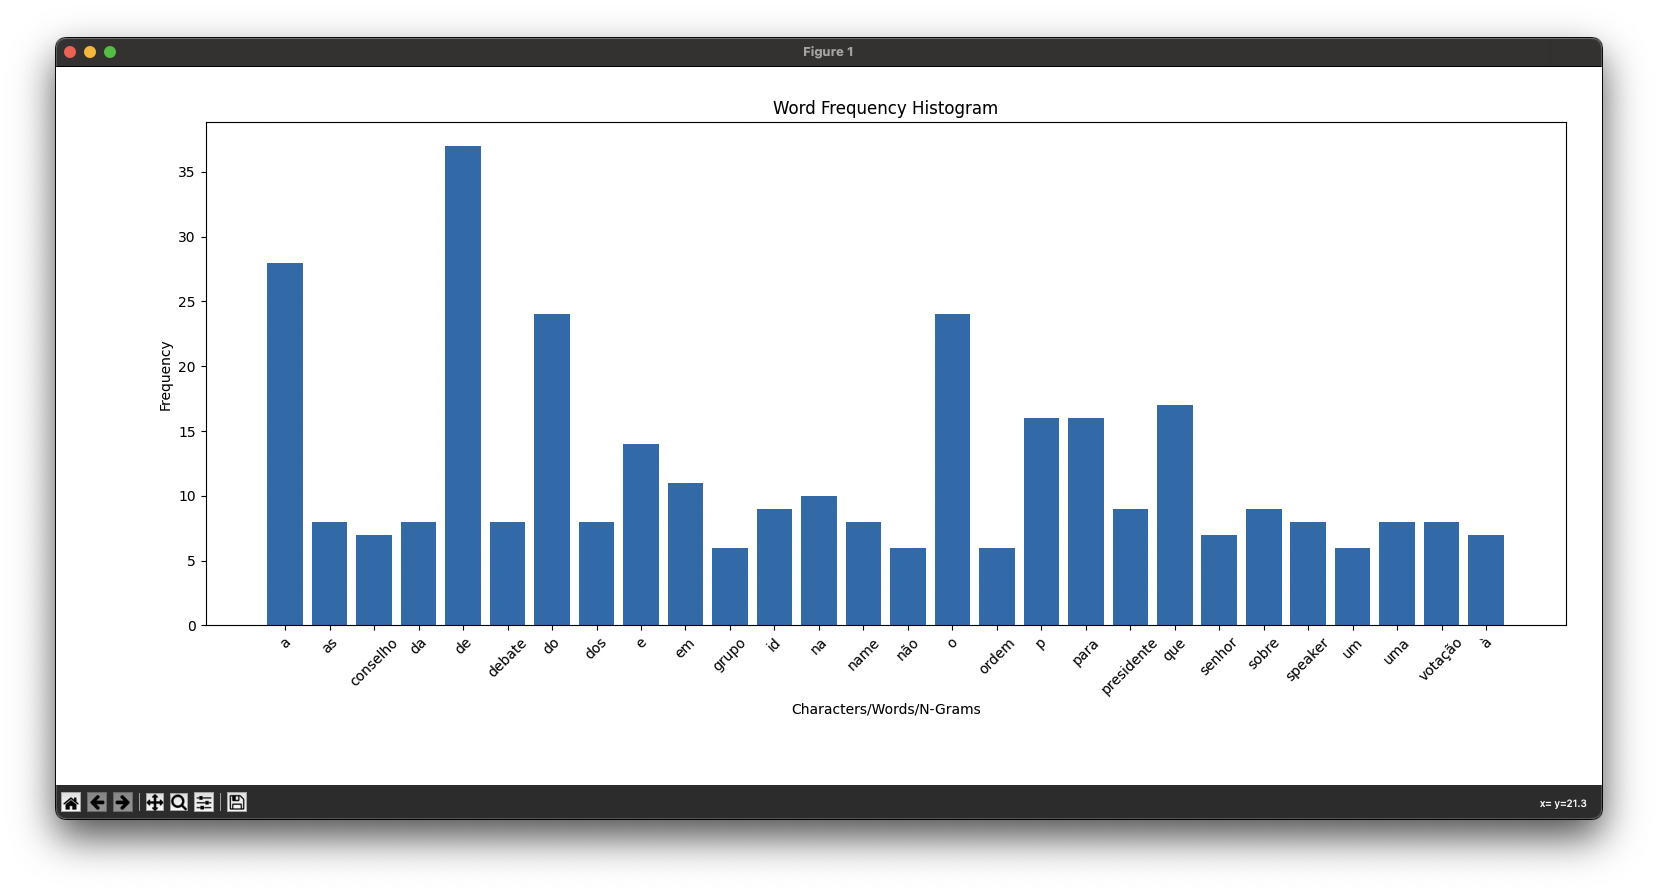 Figure 1
Word Frequency Histogram
35
30
25
20
15
10
5
0
Frequency
a as conselho da de debate do dos e em grupo id na name não o ordem p para presidente que senhor sobre speaker um uma votação à
Characters/Words/N-Grams
x= y=21.3